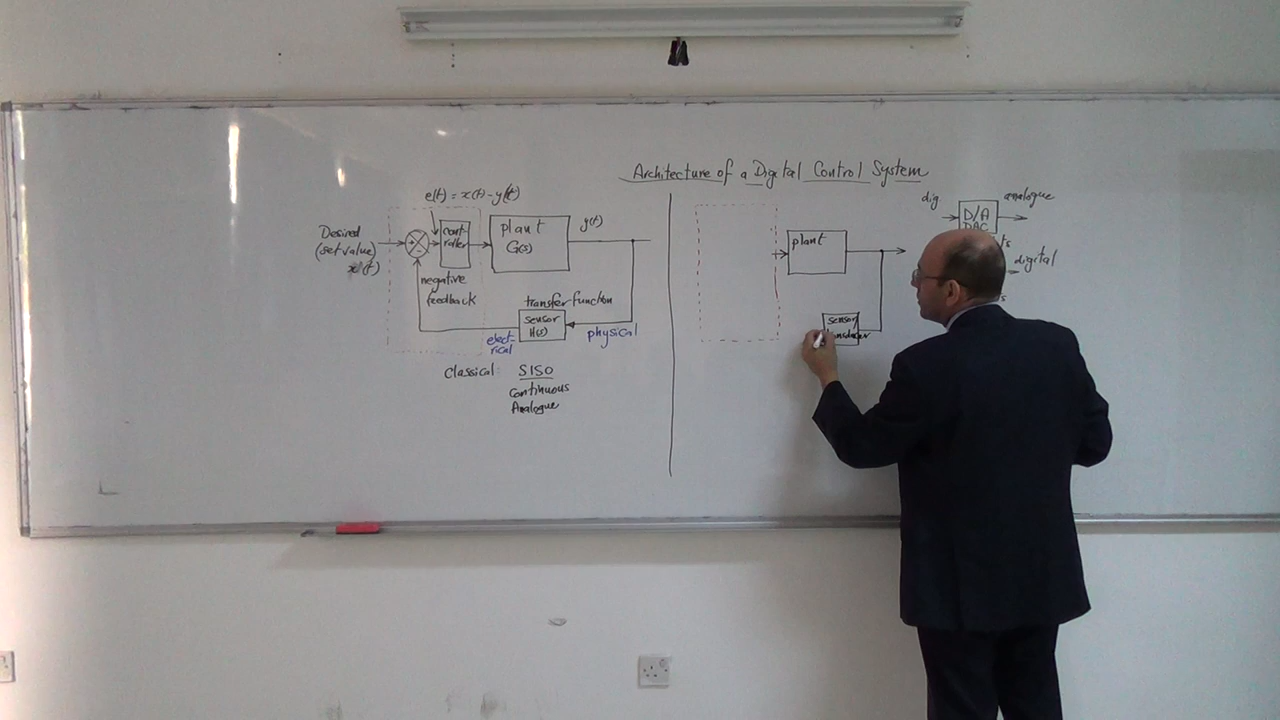 Architecture of a Digital Control System
e(t) = x(t) - y(t)
Desired
(set value)
x(t)
+
-
cont-
roller
plant
G(s)
y(t)
negative
feedback
transfer function
sensor
H(s)
elect-
rical
physical
Classical: SISO
Continuous
Analogue
plant
sensor
dig
D/A
DAC
analogue
digital